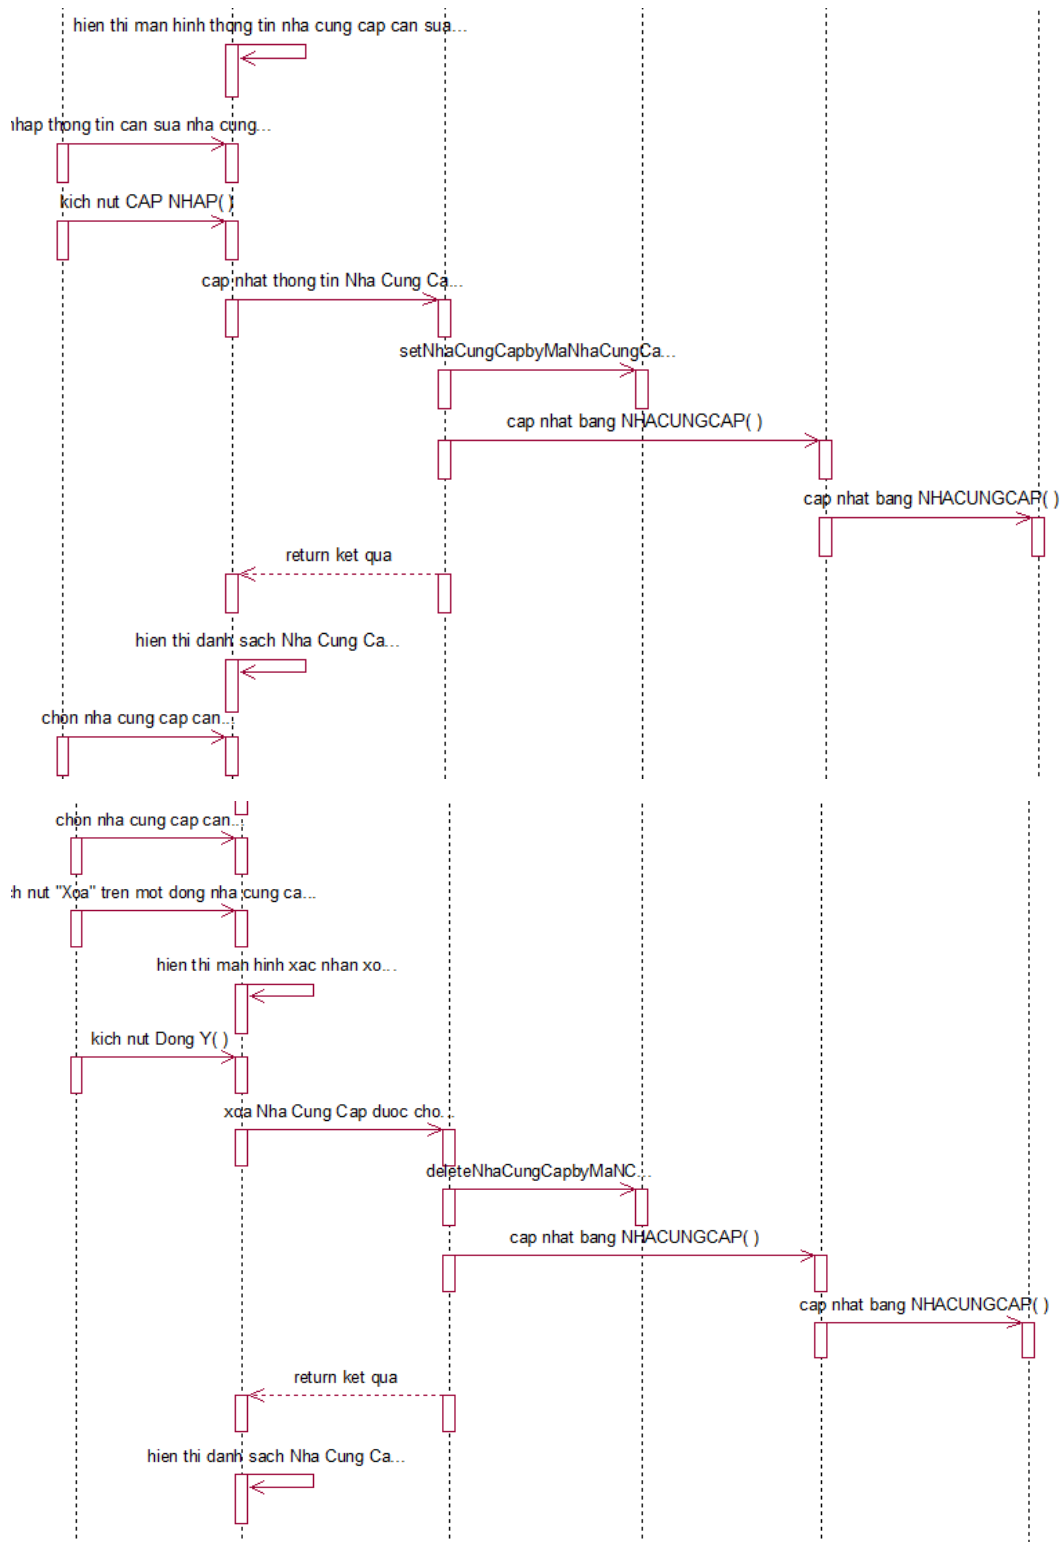 hien thi man hinh thong tin nha cung cap can sua...
nhap thong tin can sua nha cung...
kich nut CAP NHAP( )
cap nhat thong tin Nha Cung Ca...
setNhaCungCapbyMaNhaCungCa...
cap nhat bang NHACUNGCAP( )
cap nhat bang NHACUNGCAP( )
return ket qua
hien thi danh sach Nha Cung Ca...
chon nha cung cap can...
chon nha cung cap can...
ch nut "Xoa" tren mot dong nha cung ca...
hien thi man hinh xac nhan xo...
kich nut Dong Y( )
xoa Nha Cung Cap duoc cho...
deleteNhaCungCapbyMaNC...
cap nhat bang NHACUNGCAP( )
cap nhat bang NHACUNGCAP( )
return ket qua
hien thi danh sach Nha Cung Ca...